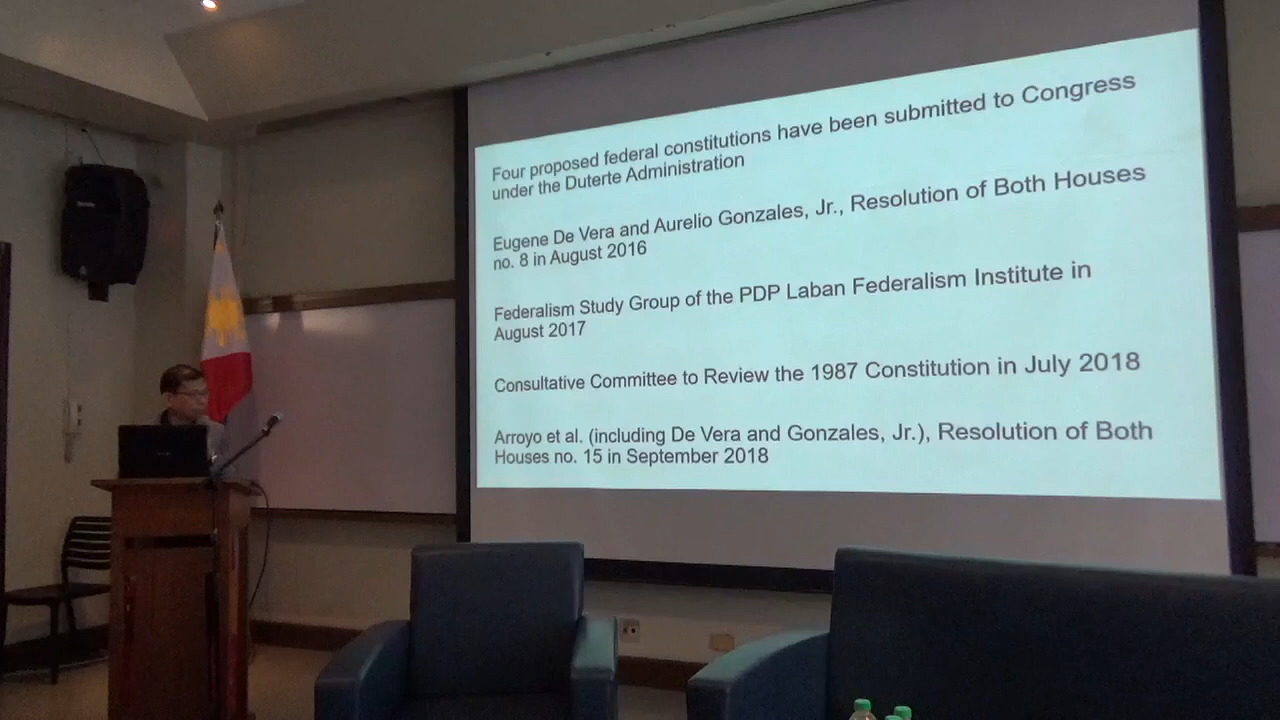 Four proposed federal constitutions have been submitted to Congress
under the Duterte Administration
Eugene De Vera and Aurelio Gonzales, Jr., Resolution of Both Houses
no. 8 in August 2016
Federalism Study Group of the PDP Laban Federalism Institute in
August 2017
Consultative Committee to Review the 1987 Constitution in July 2018
Arroyo et al. (including De Vera and Gonzales, Jr.), Resolution of Both
Houses no. 15 in September 2018